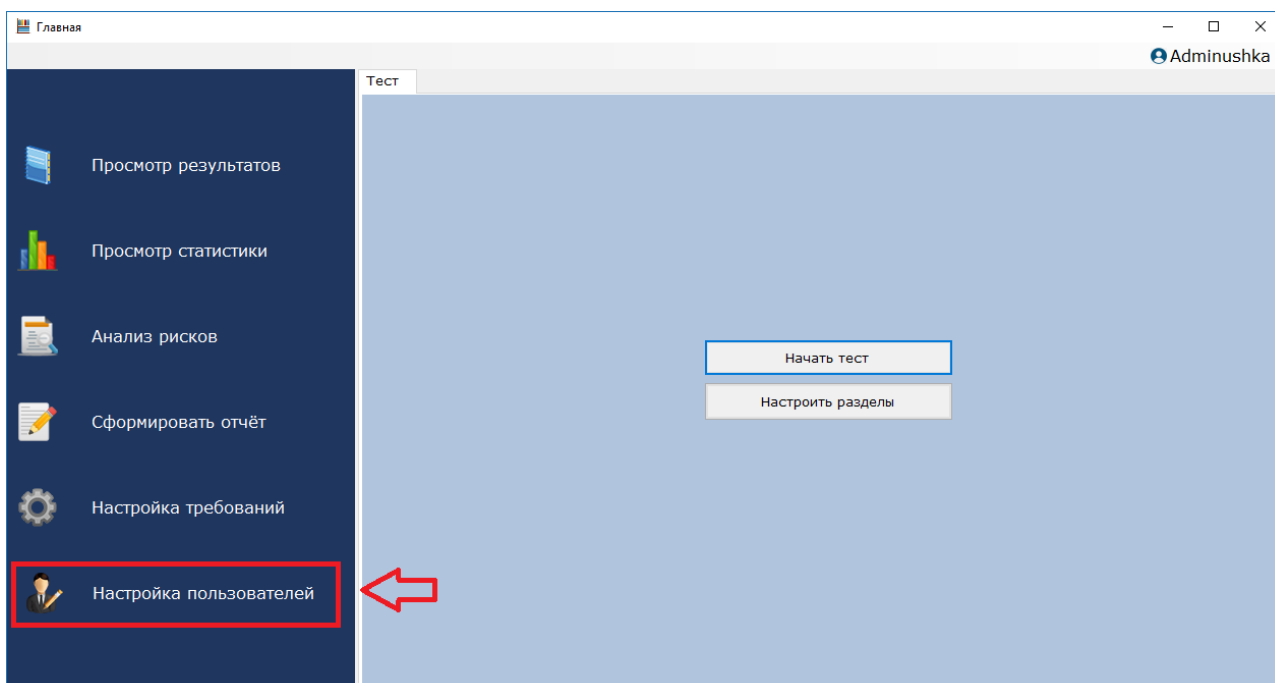 Главная
Adminushka
Тест
Просмотр результатов
Просмотр статистики
Анализ рисков
Сформировать отчёт
Настройка требований
Настройка пользователей
Начать тест
Настроить разделы